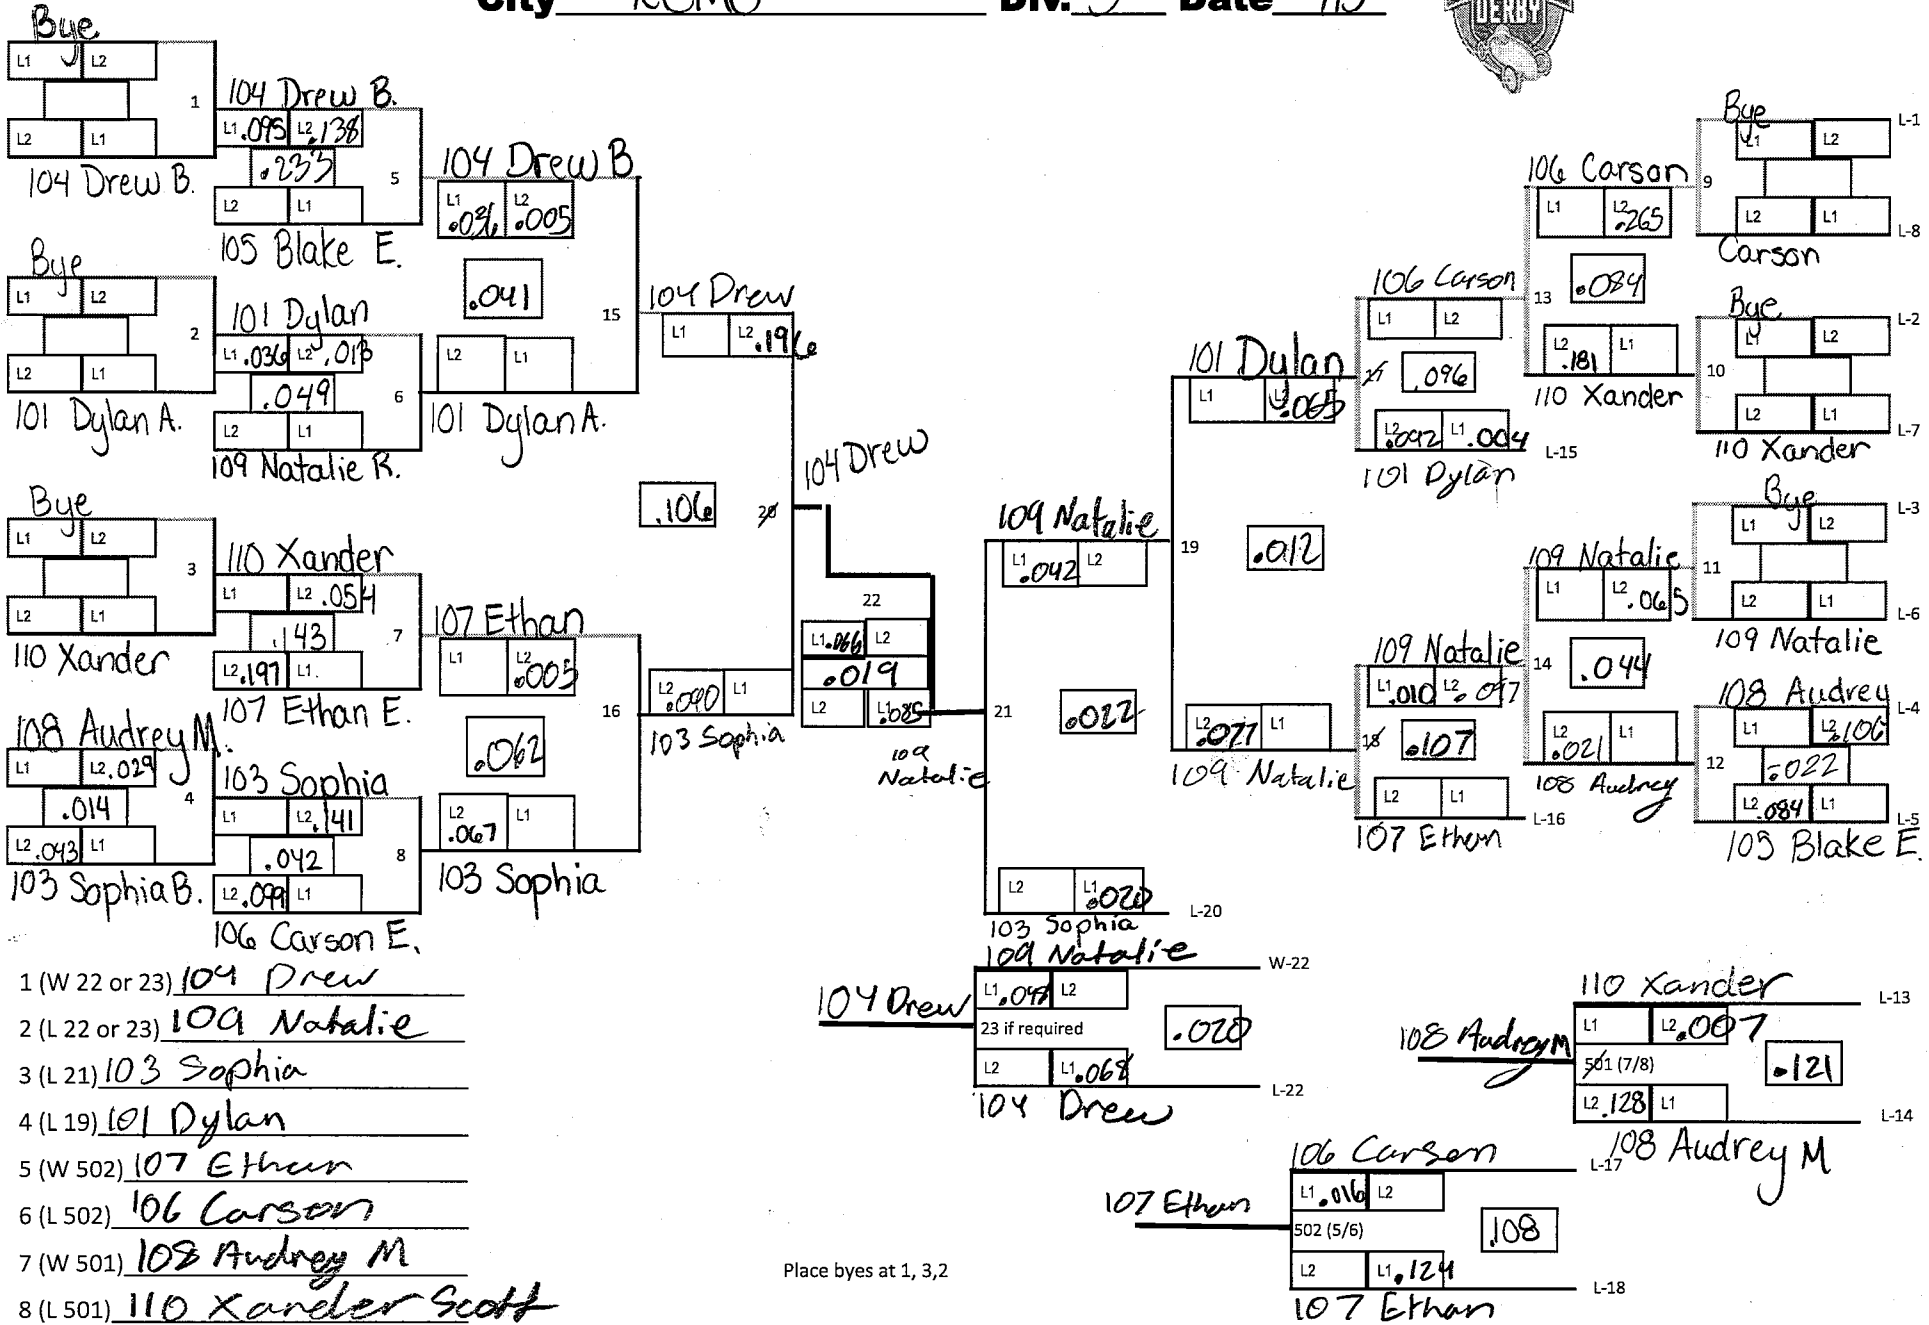 City Div. 3 Date
DERBY
Bye
L1 L2
1
L2 L1
104 Drew B.
Bye
L1 L2
2
L2 L1
101 Dylan A.
Bye
L1 L2
3
L2 L1
110 Xander
108 Audrey M.
L1 L2 .029
.014
4
L2 .043 L1
103 Sophia B.
104 Drew B.
L1 .095 L2 .138
.233
5
L2 L1
105 Blake E.
101 Dylan
L1 .036 L2 .013
.049
6
L2 L1
109 Natalie R.
110 Xander
L1 L2 .054
.143
7
L2 .197 L1
107 Ethan E.
103 Sophia
L1 L2 .141
.042
8
L2 .099 L1
106 Carson E.
104 Drew B
L1 .036 L2 .005
.041
15
L2 L1
101 Dylan A.
107 Ethan
L1 L2 .005
.062
16
L2 .067 L1
103 Sophia
104 Drew
L1 L2 .196
.106
20
L2 .090 L1
103 Sophia
104 Drew
22
L1 .066 L2
.019
L2 L1 .085
109
Natalie
109 Natalie
L1 .042 L2
21
.022
L2 L1 .020
L-20
103 Sophia
101 Dylan
L1 L2 .065
19
.012
L2 .077 L1
109 Natalie
106 Carson
L1 L2
17
.096
L2 .092 L1 .004
L-15
101 Dylan
109 Natalie
L1 .010 L2 .097
18
.107
L2 L1
L-16
107 Ethan
106 Carson
L1 L2 .265
13
.084
L2 .181 L1
110 Xander
109 Natalie
L1 L2 .065
14
.044
L2 .021 L1
108 Audrey
Bye
L-1
L1 L2
9
L2 L1
L-8
Carson
Bye
L-2
L1 L2
10
L2 L1
L-7
110 Xander
Bye
L-3
L1 L2
11
L2 L1
L-6
109 Natalie
108 Audrey
L-4
L1 L2 .106
12
.022
L2 .084 L1
L-5
105 Blake E.
109 Natalie
W-22
104 Drew
L1 L2
23 if required
.020
L2 L1 .068
L-22
104 Drew
110 Xander
L-13
108 Audrey M
L1 L2 .007
501 (7/8)
.121
L2 .128 L1
L-14
108 Audrey M
106 Carson
L-17
107 Ethan
L1 .016 L2
502 (5/6)
.108
L2 L1 .124
L-18
107 Ethan
1 (W 22 or 23) 104 Drew
2 (L 22 or 23) 109 Natalie
3 (L 21) 103 Sophia
4 (L 19) 101 Dylan
5 (W 502) 107 Ethan
6 (L 502) 106 Carson
7 (W 501) 108 Audrey M
8 (L 501) 110 Xander Scott
Place byes at 1, 3,2